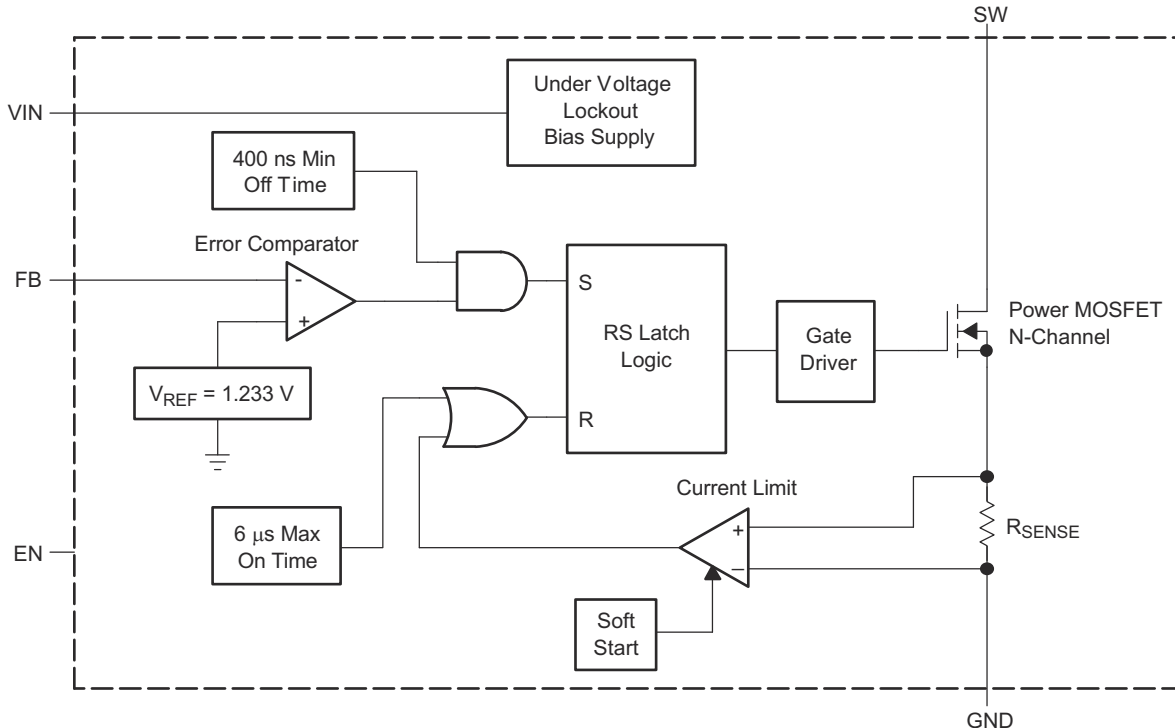 SW
VIN
Under Voltage
Lockout
Bias Supply
400 ns Min
Off Time
Error Comparator
FB
-
+
S
RS Latch
Logic
Gate
Driver
Power MOSFET
N-Channel
VREF = 1.233 V
R
Current Limit
EN
6 μs Max
On Time
+
–
RSENSE
Soft
Start
GND